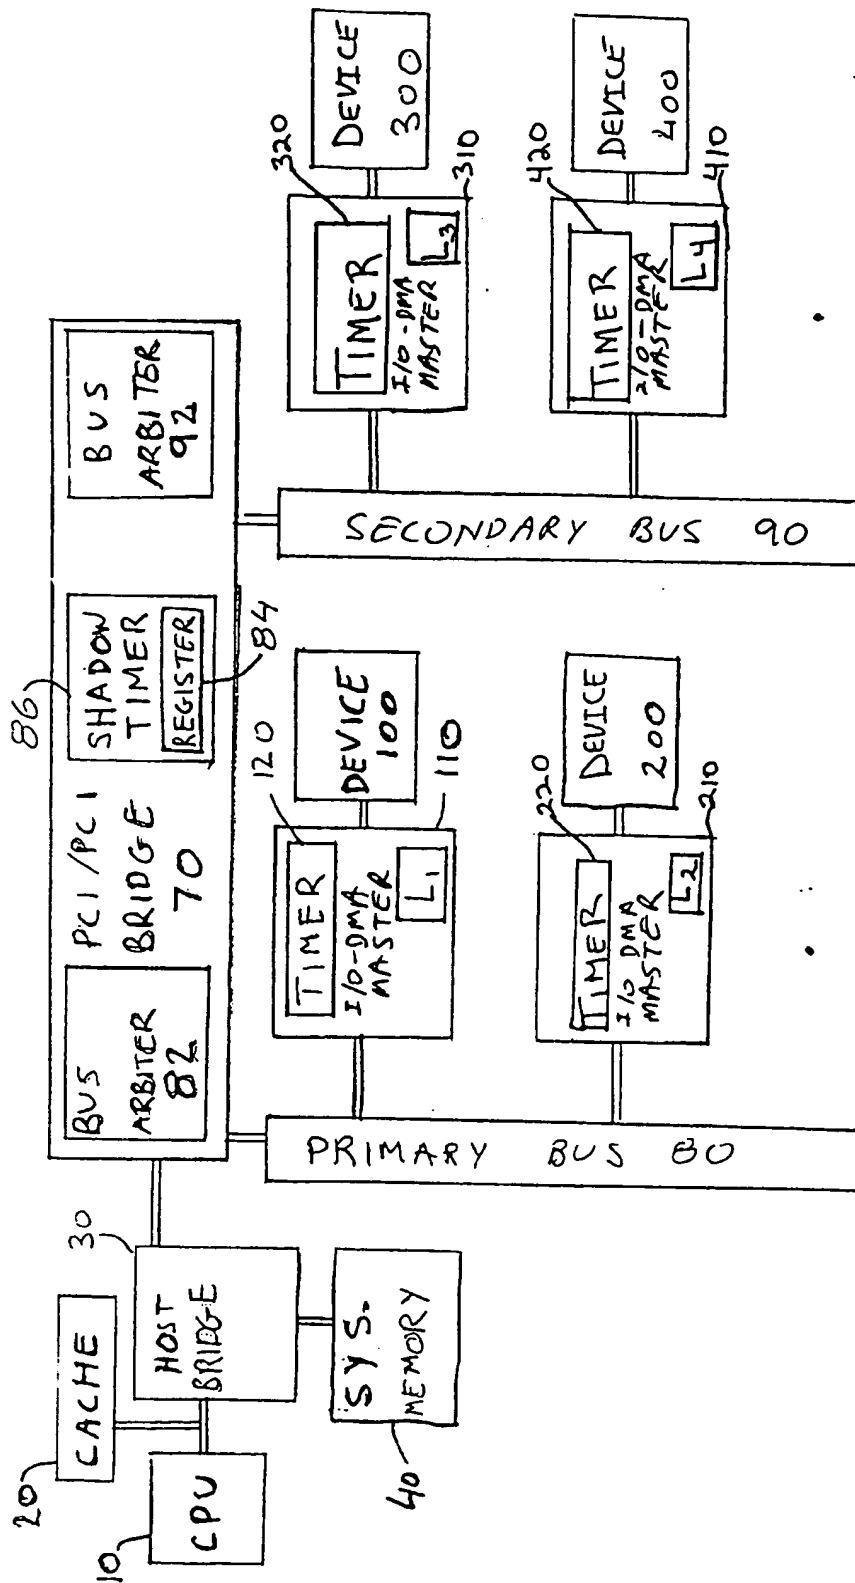 20
CACHE
10
CPU
30
HOST
BRIDGE
40
SYS.
MEMORY
BUS
ARBITER
82
PCI/PCI
BRIDGE
70
86
SHADOW
TIMER
REGISTER
84
BUS
ARBITER
92
PRIMARY BUS 80
120
TIMER
I/O-DMA
MASTER
L1
110
DEVICE
100
220
TIMER
I/O DMA
MASTER
L2
210
DEVICE
200
SECONDARY BUS 90
320
TIMER
I/O-DMA
MASTER
L3
310
DEVICE
300
420
TIMER
I/O-DMA
MASTER
L4
410
DEVICE
400